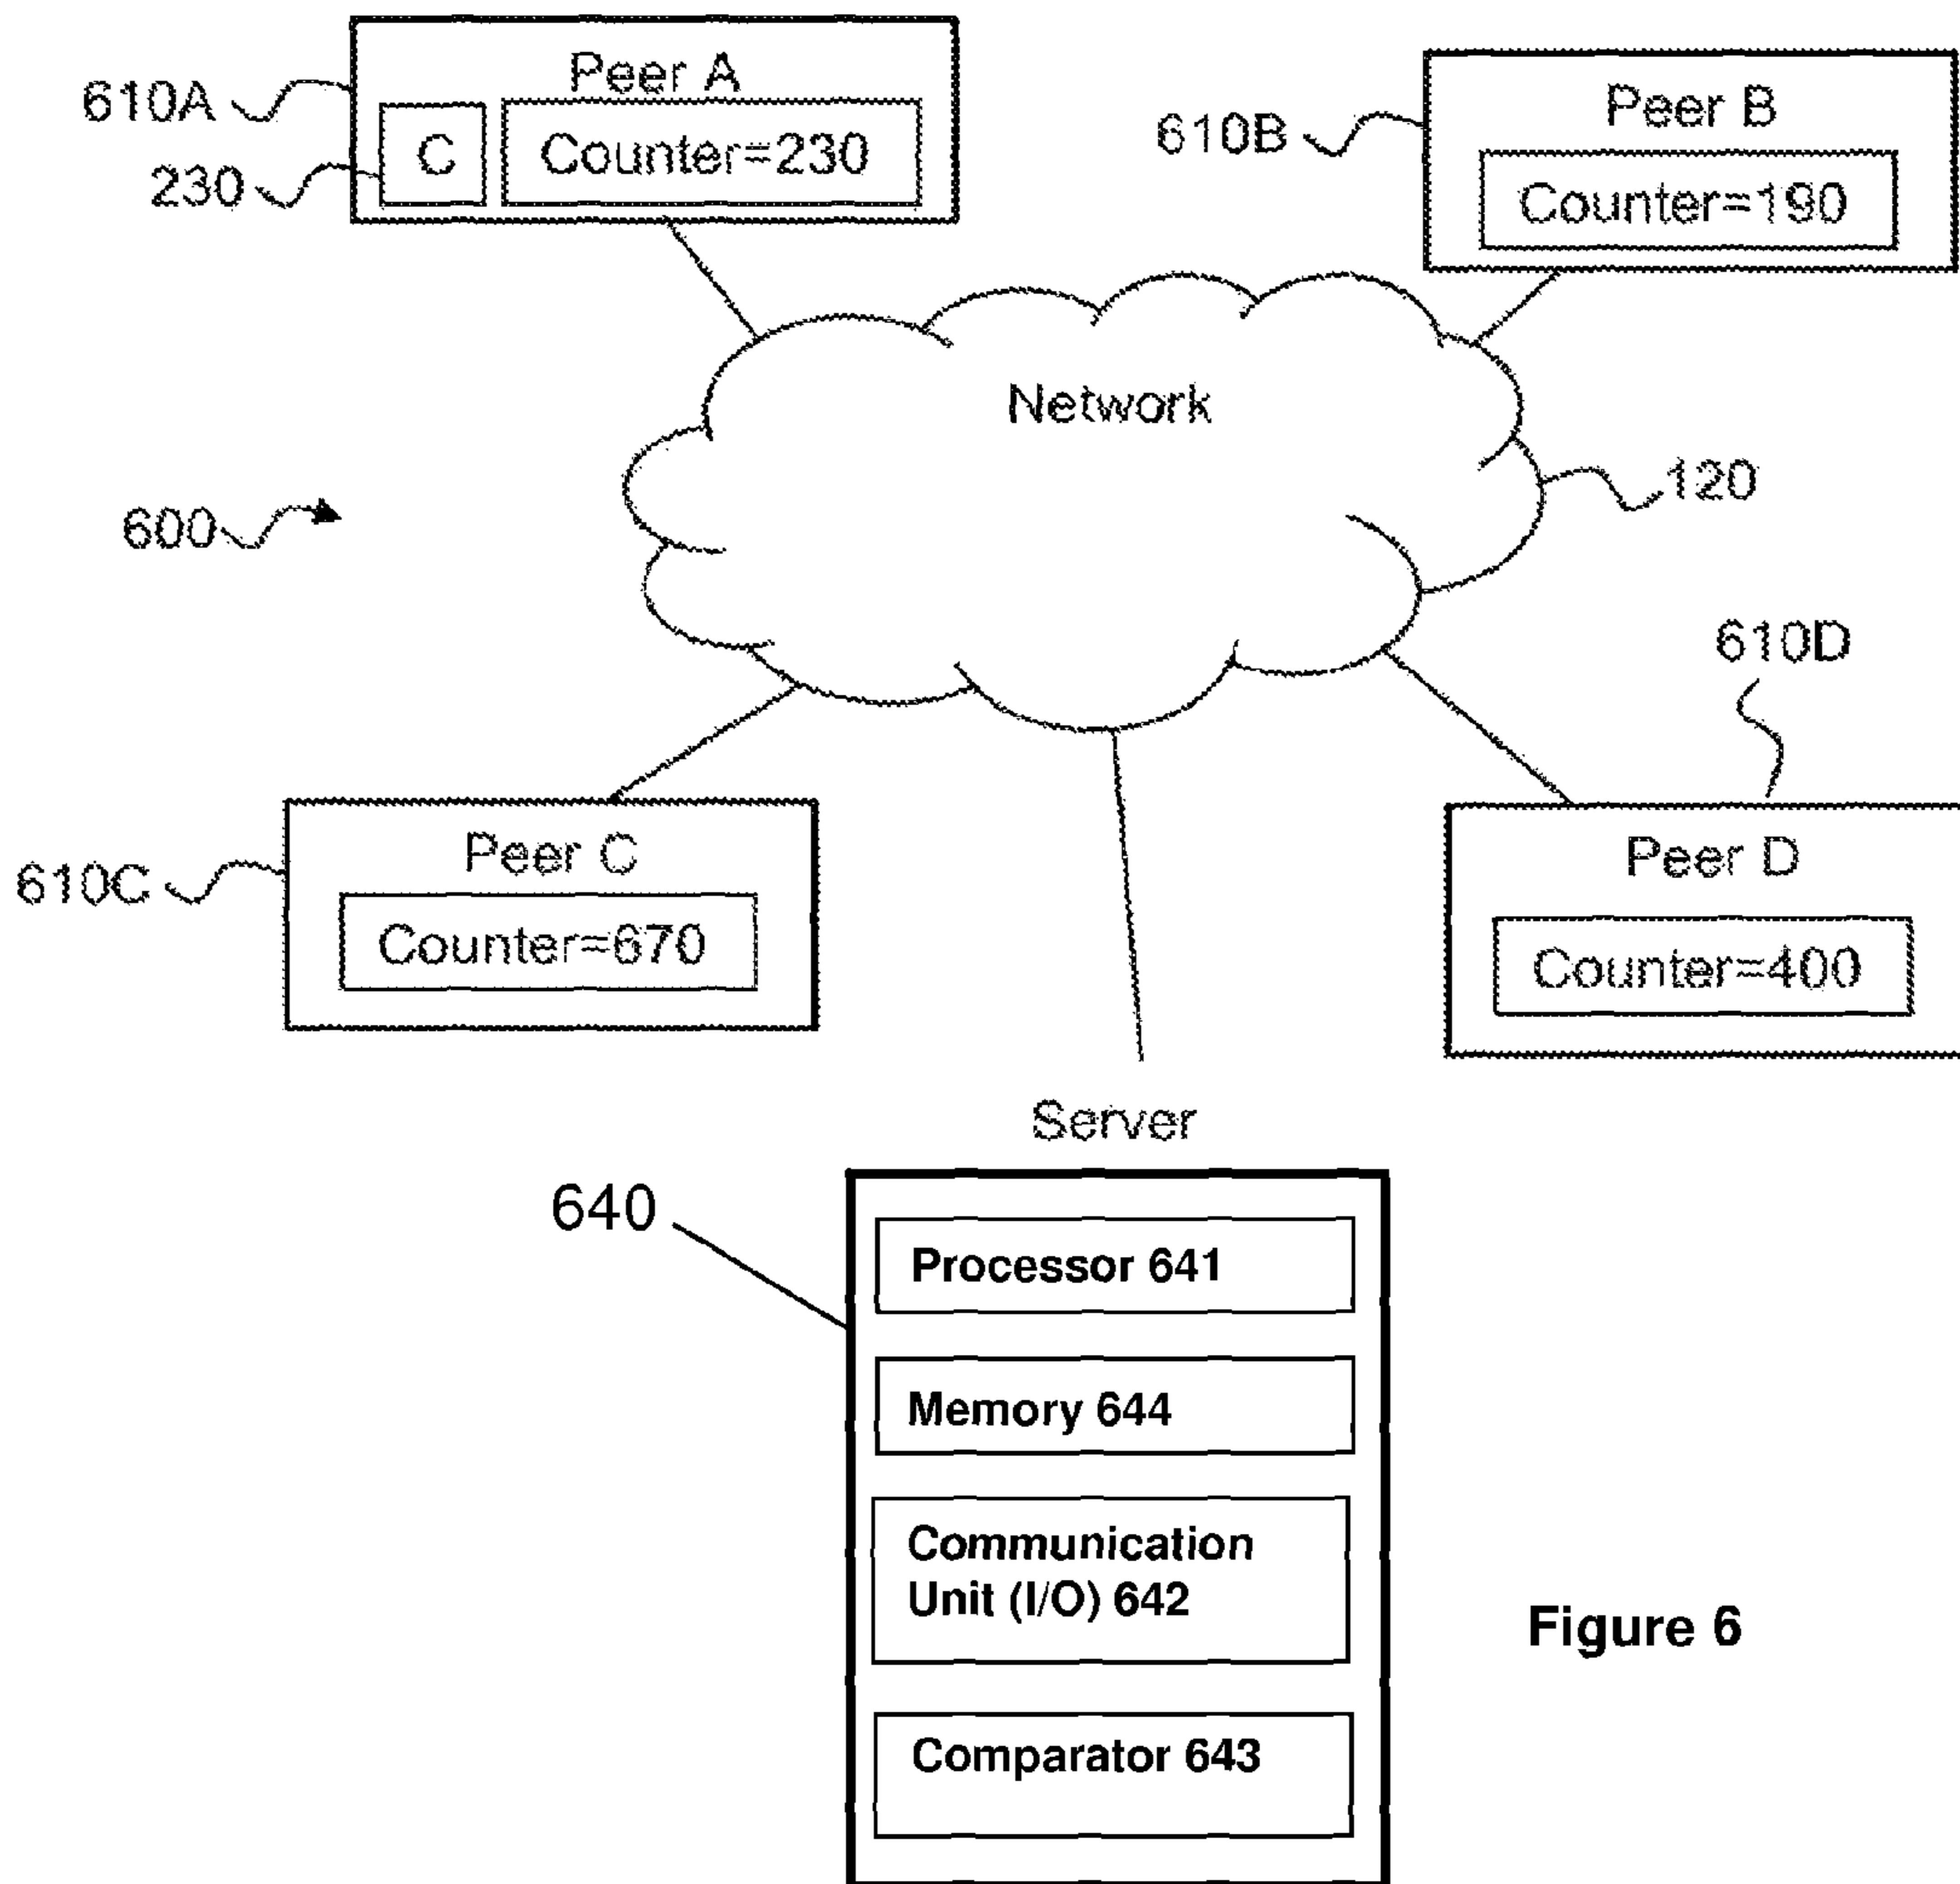 Peer A
610A
C
Counter=230
230
Peer B
610B
Counter=190
Network
120
600
610D
Peer C
610C
Counter=670
Peer D
Counter=400
Server
640
Processor 641
Memory 644
Communication
Unit (I/O) 642
Comparator 643
Figure 6